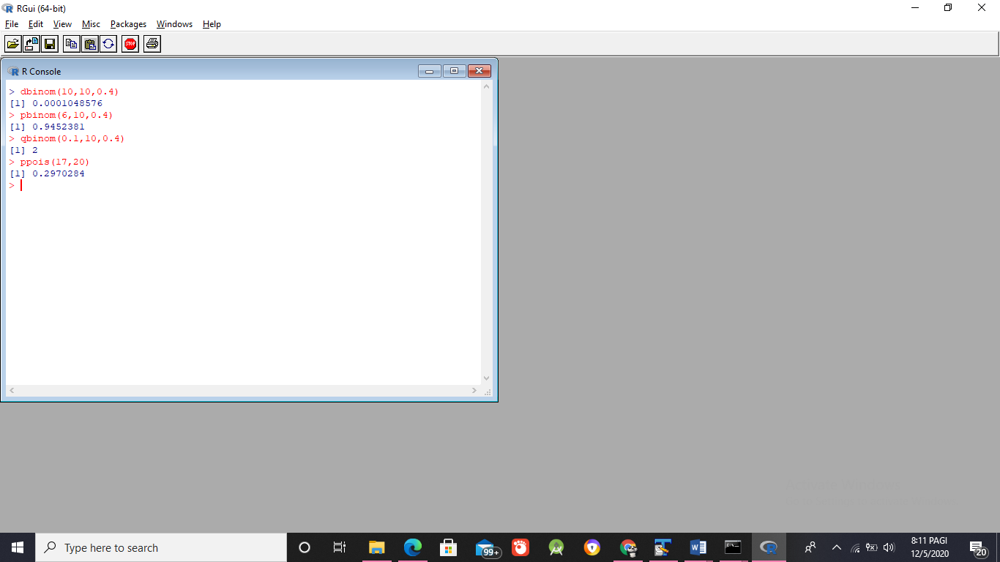 RGui (64-bit)
File Edit View Misc Packages Windows Help
STOP
R Console
> dbinom(10,10,0.4)
[1] 0.0001048576
> pbinom(6,10,0.4)
[1] 0.9452381
> qbinom(0.1,10,0.4)
[1] 2
> ppois(17,20)
[1] 0.2970284
>
Type here to search
99+
8:11 PAGI
12/5/2020
20